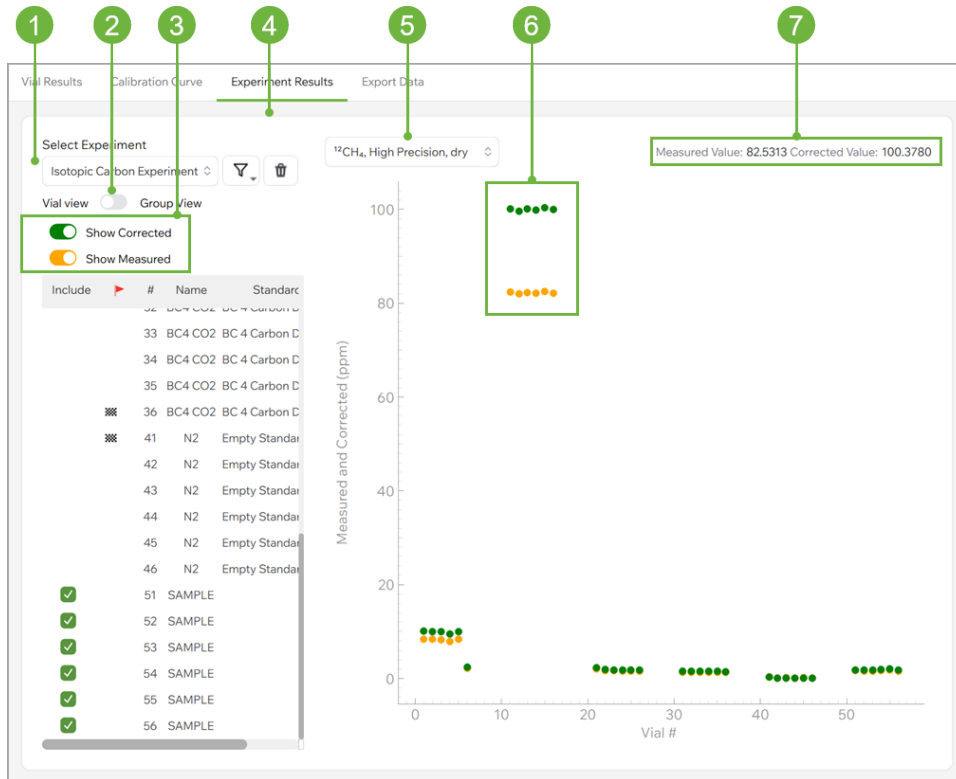 1 2 3 4 5 6 7
Vial Results Calibration Curve Experiment Results Export Data
Select Experiment
Isotopic Carbon Experiment
Vial view Group View
Show Corrected
Show Measured
Include # Name Standard
32 BC4 CO2 BC 4 Carbon D
33 BC4 CO2 BC 4 Carbon D
34 BC4 CO2 BC 4 Carbon D
35 BC4 CO2 BC 4 Carbon D
36 BC4 CO2 BC 4 Carbon D
41 N2 Empty Standar
42 N2 Empty Standar
43 N2 Empty Standar
44 N2 Empty Standar
45 N2 Empty Standar
46 N2 Empty Standar
51 SAMPLE
52 SAMPLE
53 SAMPLE
54 SAMPLE
55 SAMPLE
56 SAMPLE
¹²CH₄, High Precision, dry
Measured Value: 82.5313 Corrected Value: 100.3780
Measured and Corrected (ppm)
100
80
60
40
20
0
0 10 20 30 40 50
Vial #